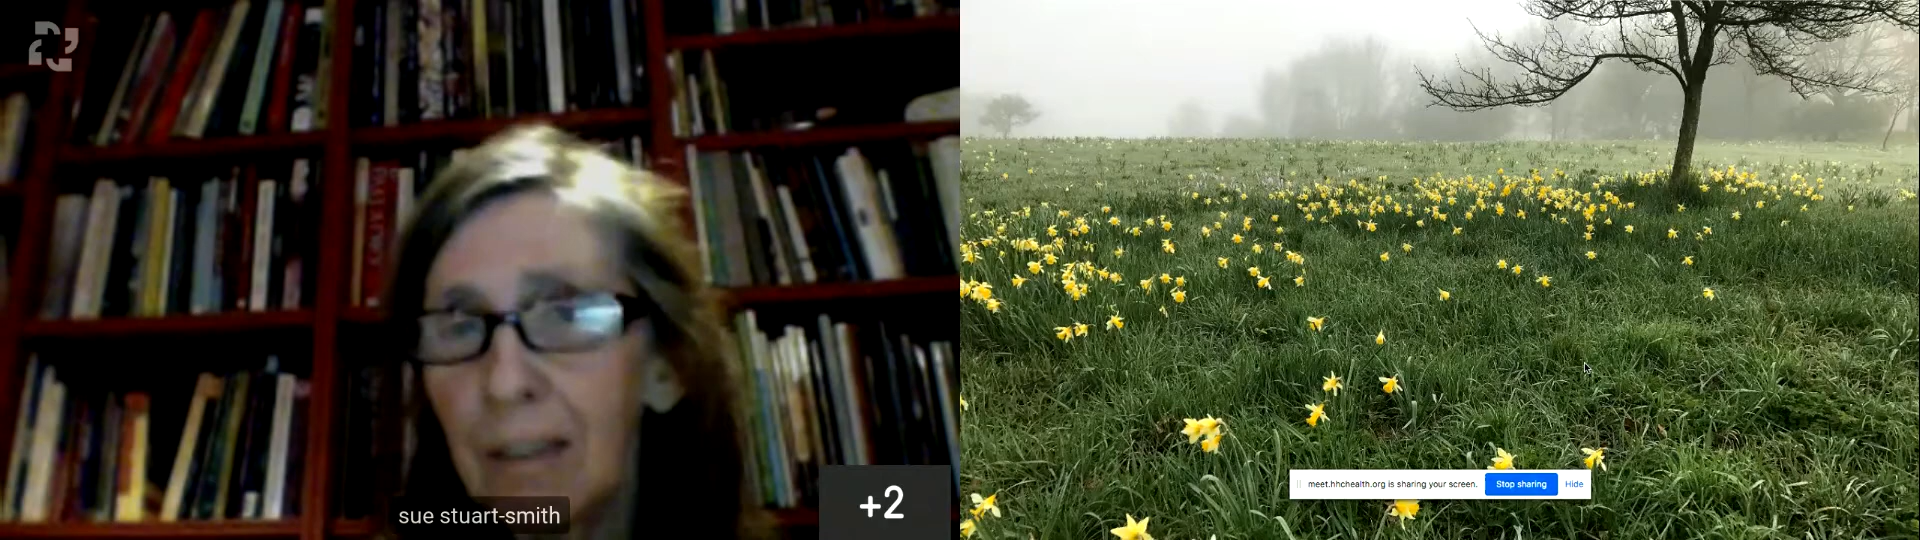 sue stuart-smith
+2
meet.hhchealth.org is sharing your screen. Stop sharing Hide